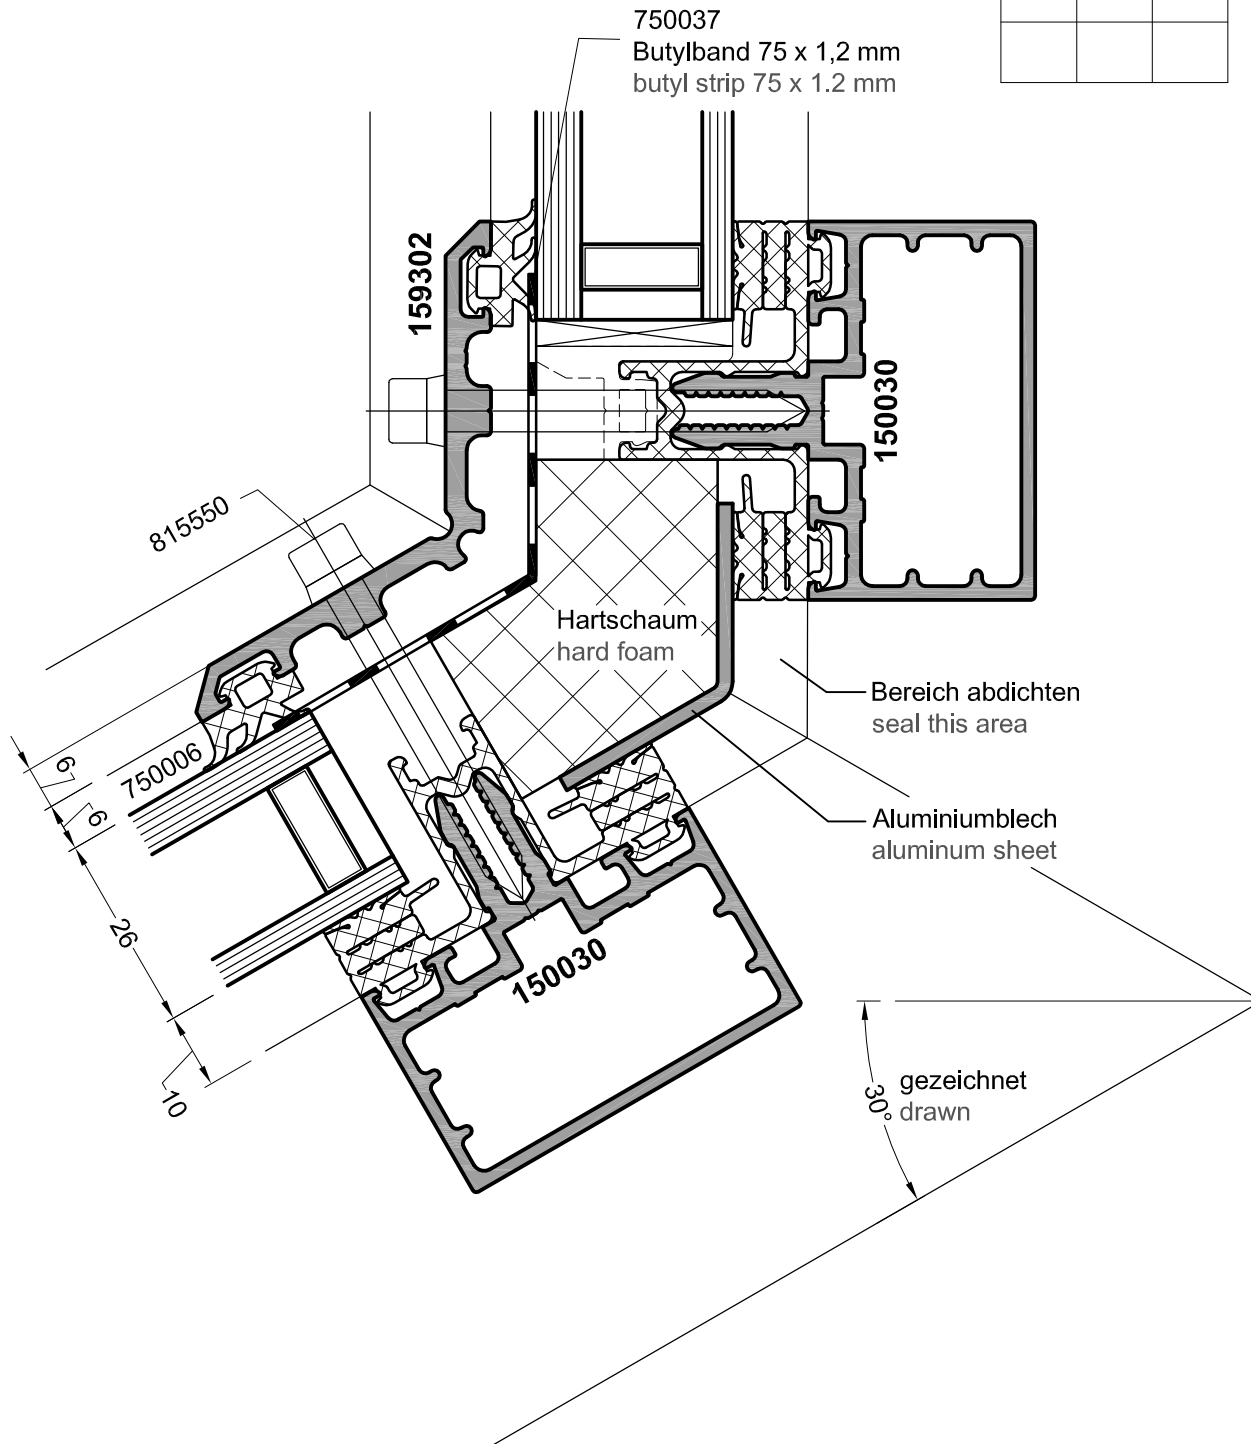 750037
Butylband 75 x 1,2 mm
butyl strip 75 x 1.2 mm
159302
150030
815550
Hartschaum
hard foam
Bereich abdichten
seal this area
750006
6
6
26
10
Aluminiumblech
aluminum sheet
150030
gezeichnet
drawn
30°